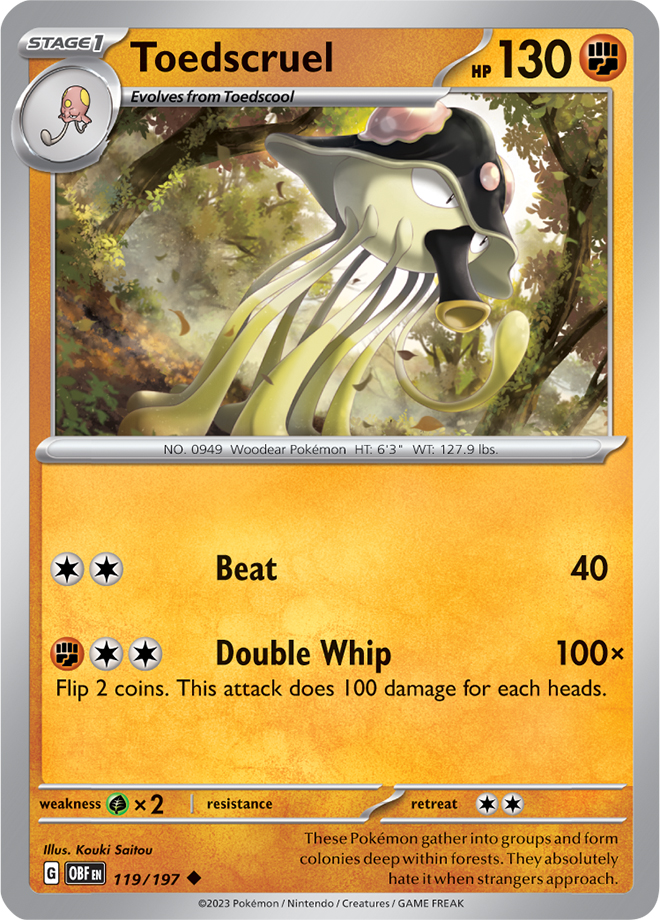 STAGE 1
Toedscruel
HP 130
Evolves from Toedscool
NO. 0949 Woodear Pokémon HT: 6'3" WT: 127.9 lbs.
Beat 40
Double Whip 100×
Flip 2 coins. This attack does 100 damage for each heads.
weakness ×2 resistance retreat
Illus. Kouki Saitou
G OBF EN 119/197
These Pokémon gather into groups and form
colonies deep within forests. They absolutely
hate it when strangers approach.
©2023 Pokémon / Nintendo / Creatures / GAME FREAK